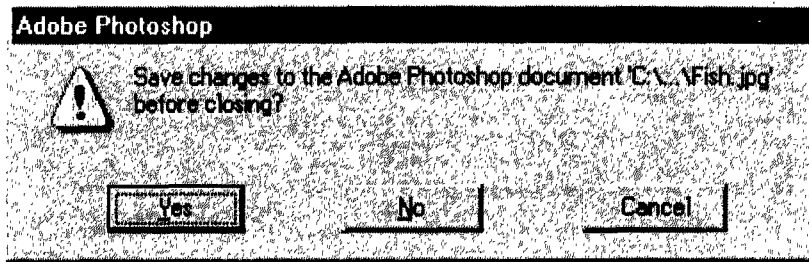 Adobe Photoshop
Save changes to the Adobe Photoshop document 'C:\...\Fish.jpg'
before closing?
Yes
No
Cancel